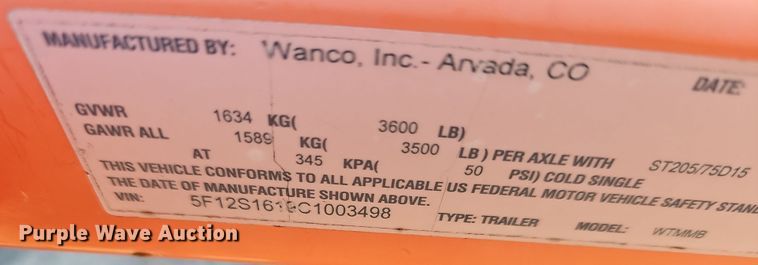 MANUFACTURED BY: Wanco, Inc.- Arvada, CO DATE:
GVWR 1634 KG( 3600 LB)
GAWR ALL 1589 KG( 3500 LB ) PER AXLE WITH ST205/75D15
AT 345 KPA( 50 PSI) COLD SINGLE
THIS VEHICLE CONFORMS TO ALL APPLICABLE US FEDERAL MOTOR VEHICLE SAFETY STAND
THE DATE OF MANUFACTURE SHOWN ABOVE.
VIN: TYPE: TRAILER MODEL: WTMMB
Purple Wave Auction